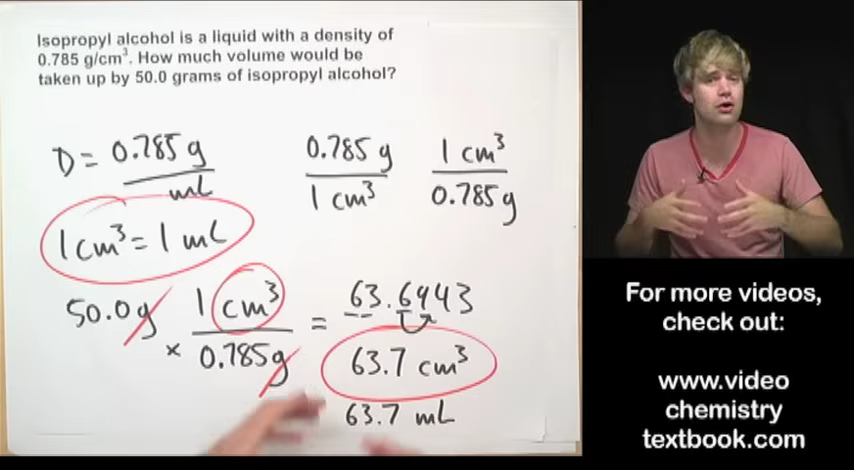 Isopropyl alcohol is a liquid with a density of
0.785 g/cm³. How much volume would be
taken up by 50.0 grams of isopropyl alcohol?
D = 0.785 g / mL
0.785 g / 1 cm³
1 cm³ / 0.785 g
1 cm³ = 1 mL
50.0 g × 1 cm³ / 0.785 g = 63.6943
63.7 cm³
63.7 mL
For more videos,
check out:
www.video
chemistry
textbook.com